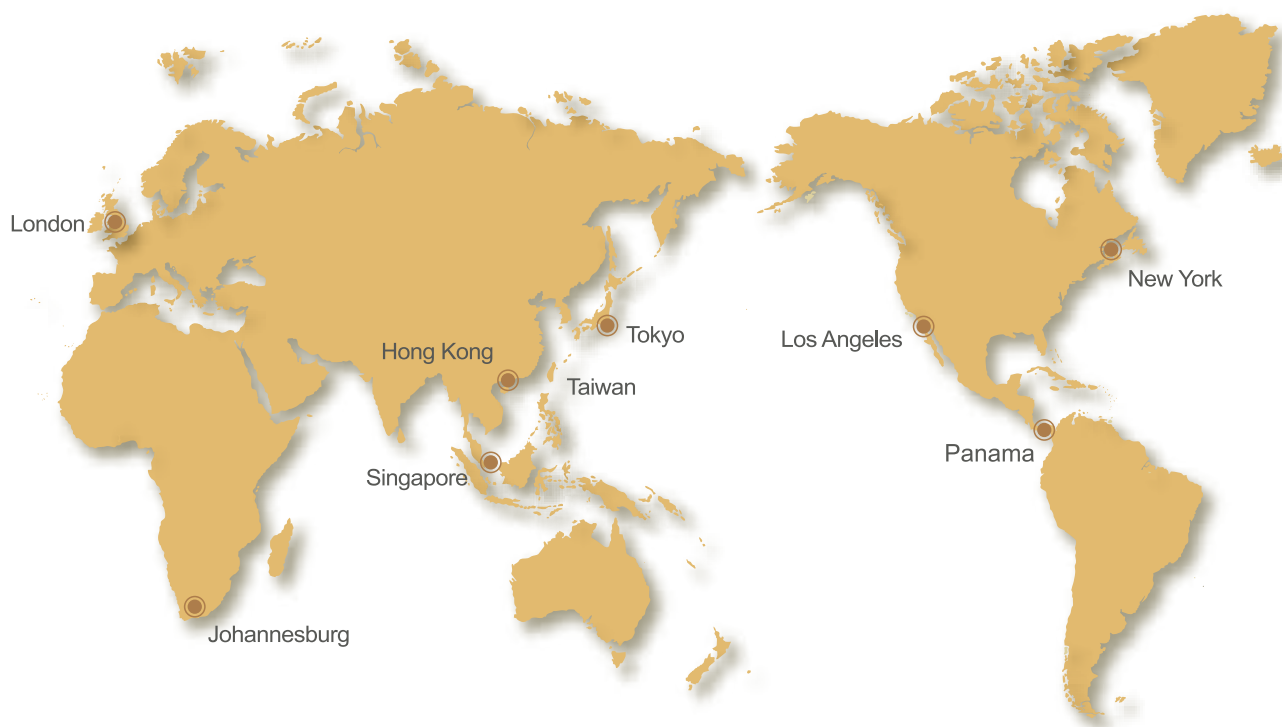 London
New York
Tokyo
Los Angeles
Hong Kong
Taiwan
Panama
Singapore
Johannesburg